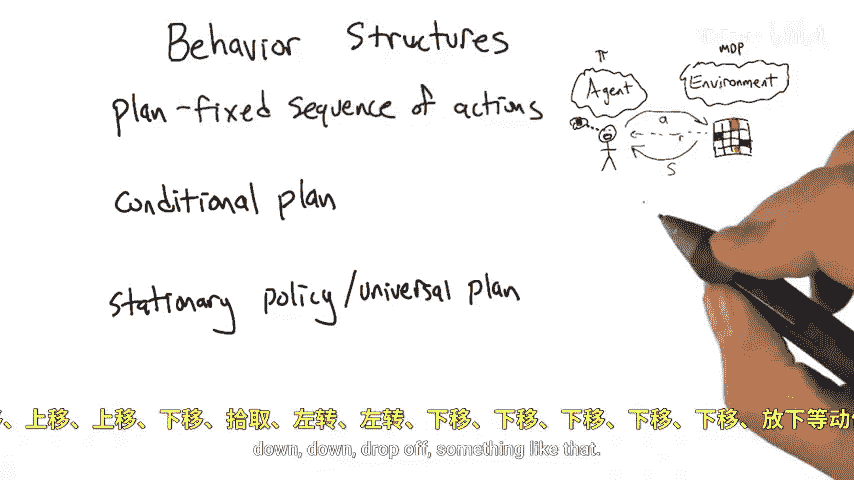 Behavior Structures
plan - fixed sequence of actions
conditional plan
stationary policy/universal plan
π
Agent
MDP
Environment
a
r
s
、上移、上移、下移、拾取、左转、左转、下移、下移、下移、下移、下移、放下等动
down, down, drop off, something like that.